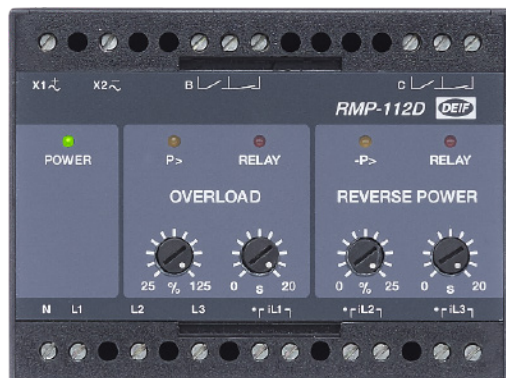 X1 X2 B C
RMP-112D DEIF
POWER P> RELAY -P> RELAY
OVERLOAD REVERSE POWER
25 % 125 0 s 20 0 % 25 0 s 20
N L1 L2 L3 iL1 iL2 iL3